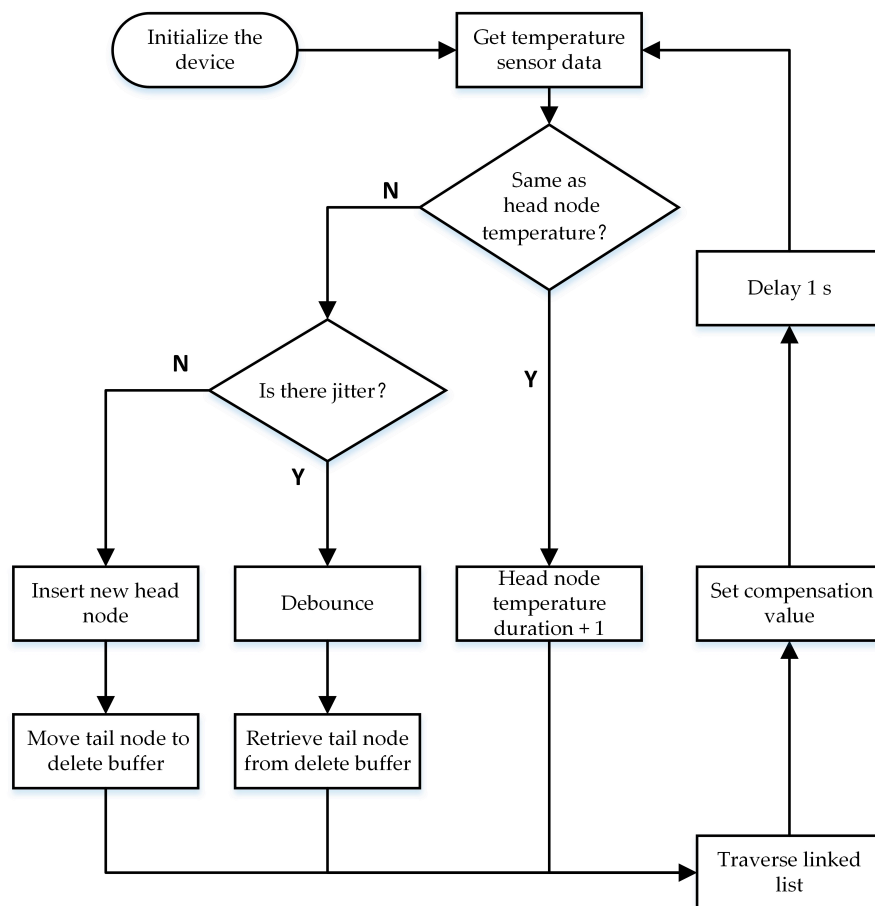 Initialize the
device
Get temperature
sensor data
Same as
head node
temperature?
N
Y
Is there jitter?
N
Y
Delay 1 s
Insert new head
node
Debounce
Head node
temperature
duration + 1
Set compensation
value
Move tail node to
delete buffer
Retrieve tail node
from delete buffer
Traverse linked
list